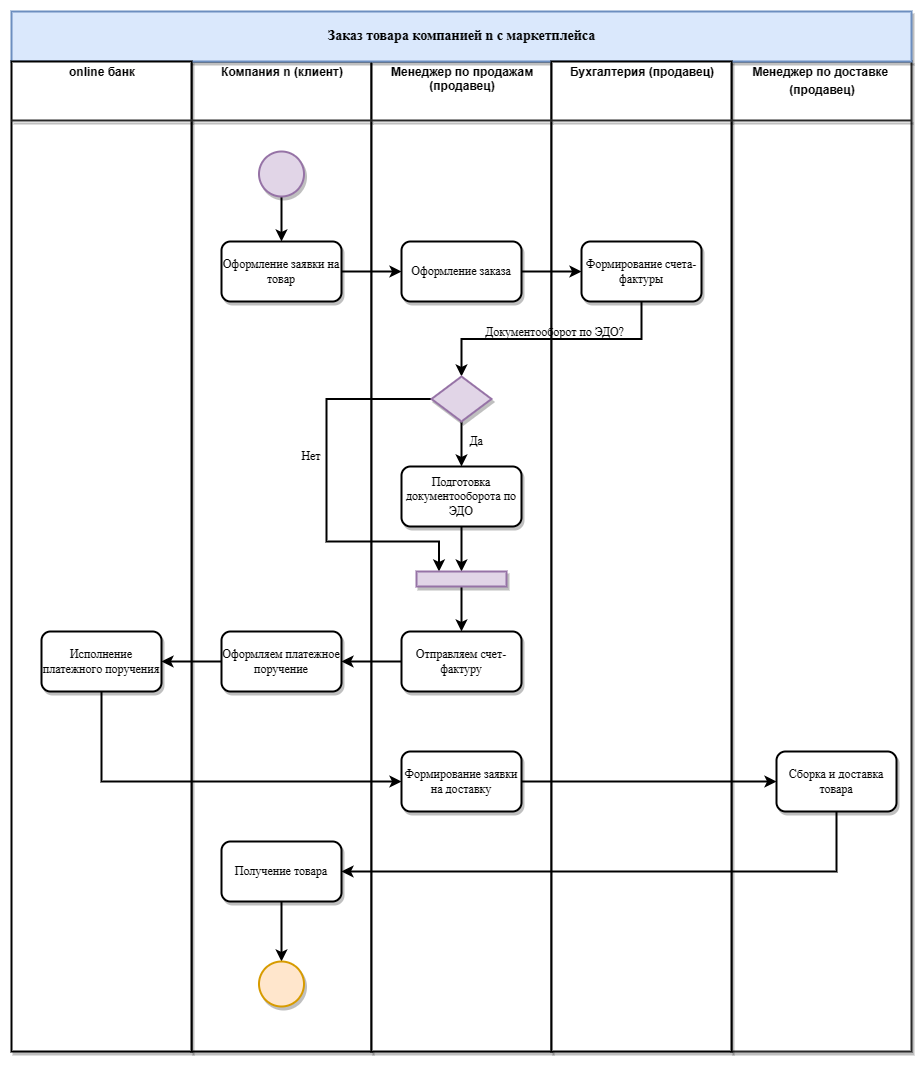 Заказ товара компанией n с маркетплейса
online банк
Компания n (клиент)
Менеджер по продажам
(продавец)
Бухгалтерия (продавец)
Менеджер по доставке
(продавец)
Оформление заявки на
товар
Оформление заказа
Формирование счета-
фактуры
Документооборот по ЭДО?
Да
Нет
Подготовка
документооборота по
ЭДО
Исполнение
платежного поручения
Оформляем платежное
поручение
Отправляем счет-
фактуру
Формирование заявки
на доставку
Сборка и доставка
товара
Получение товара